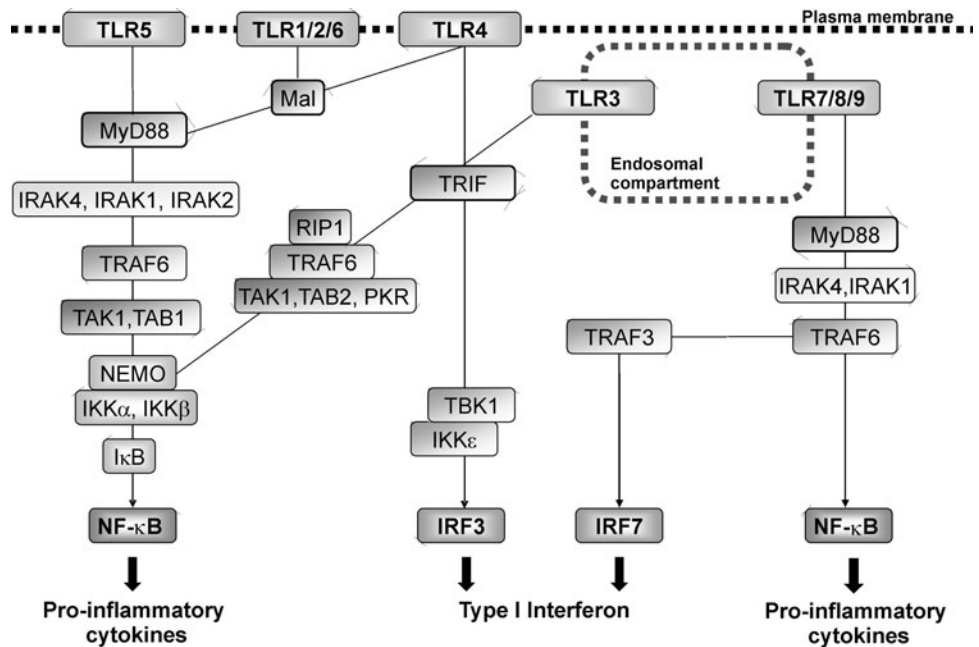 Plasma membrane
TLR5
TLR1/2/6
TLR4
Mal
TLR3
TLR7/8/9
MyD88
Endosomal
compartment
TRIF
IRAK4, IRAK1, IRAK2
RIP1
MyD88
TRAF6
TRAF6
IRAK4,IRAK1
TAK1,TAB2, PKR
TAK1,TAB1
TRAF3
TRAF6
NEMO
IKKα, IKKβ
TBK1
IKKε
IκB
NF-κB
IRF3
IRF7
NF-κB
Pro-inflammatory
cytokines
Type I Interferon
Pro-inflammatory
cytokines